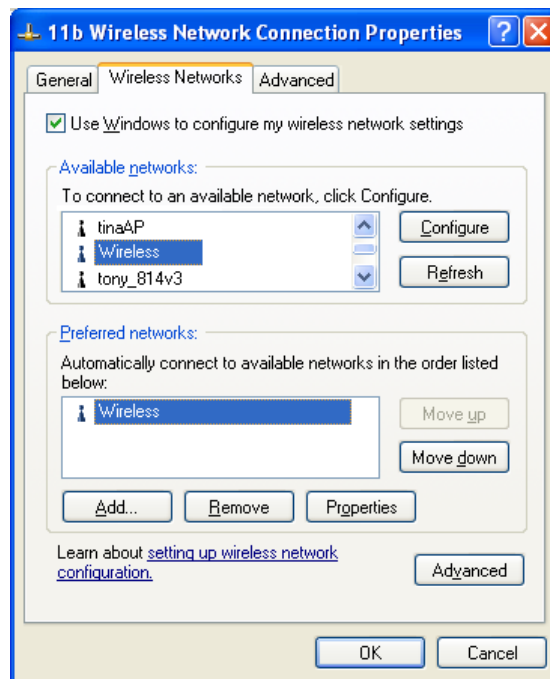 11b Wireless Network Connection Properties
General Wireless Networks Advanced
Use Windows to configure my wireless network settings
Available networks:
To connect to an available network, click Configure.
tinaAP
Wireless
tony_814v3
Configure
Refresh
Preferred networks:
Automatically connect to available networks in the order listed
below:
Wireless
Move up
Move down
Add... Remove Properties
Learn about setting up wireless network
configuration.
Advanced
OK Cancel